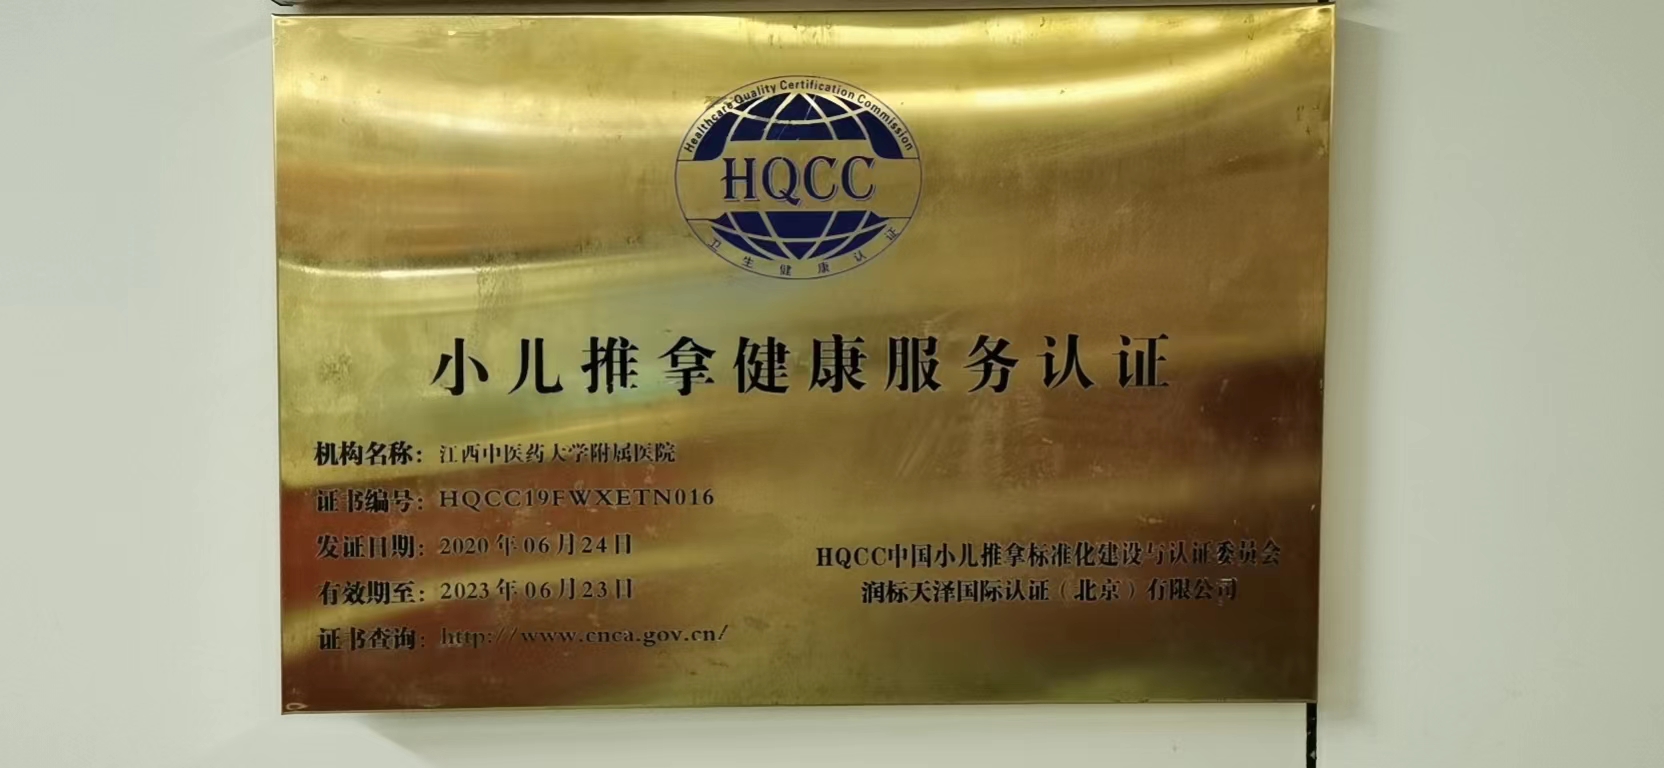 Healthcare Quality Certification Commission
HQCC
卫生健康认证
小儿推拿健康服务认证
机构名称：江西中医药大学附属医院
证书编号：HQCC19FWXETN016
发证日期：2020年06月24日
有效期至：2023年06月23日
证书查询：http://www.cnca.gov.cn/
HQCC中国小儿推拿标准化建设与认证委员会
润标天泽国际认证（北京）有限公司